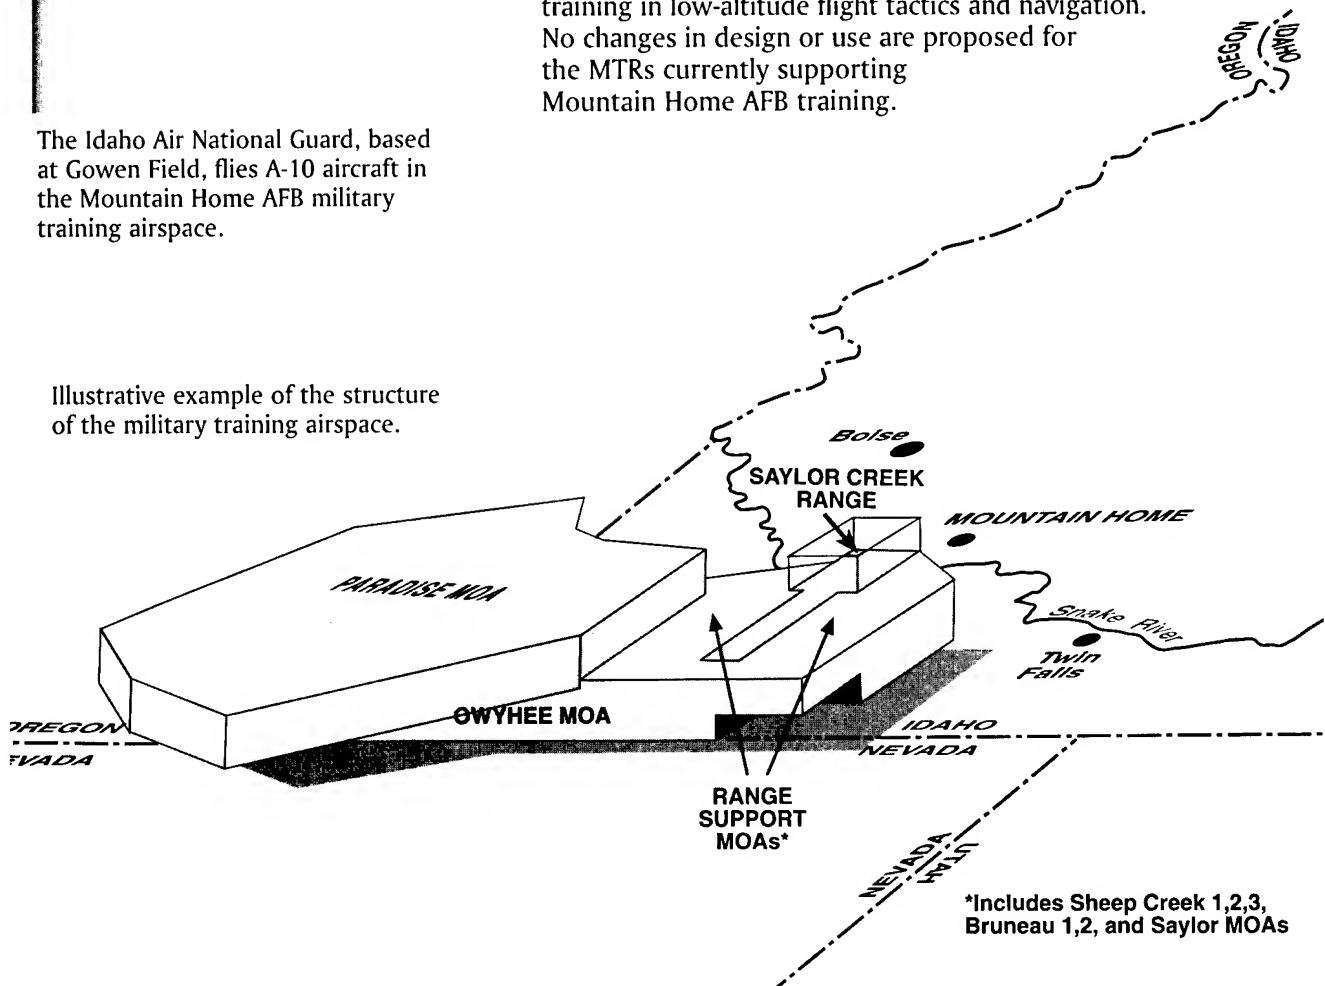 training in low-altitude flight tactics and navigation.
No changes in design or use are proposed for
the MTRs currently supporting
Mountain Home AFB training.
The Idaho Air National Guard, based
at Gowen Field, flies A-10 aircraft in
the Mountain Home AFB military
training airspace.
Illustrative example of the structure
of the military training airspace.
OREGON
IDAHO
Boise
SAYLOR CREEK
RANGE
MOUNTAIN HOME
PARADISE MOA
Snake River
Twin
Falls
OWYHEE MOA
OREGON
IDAHO
EVADA
NEVADA
RANGE
SUPPORT
MOAs*
NEVADA
UTAH
*Includes Sheep Creek 1,2,3,
Bruneau 1,2, and Saylor MOAs